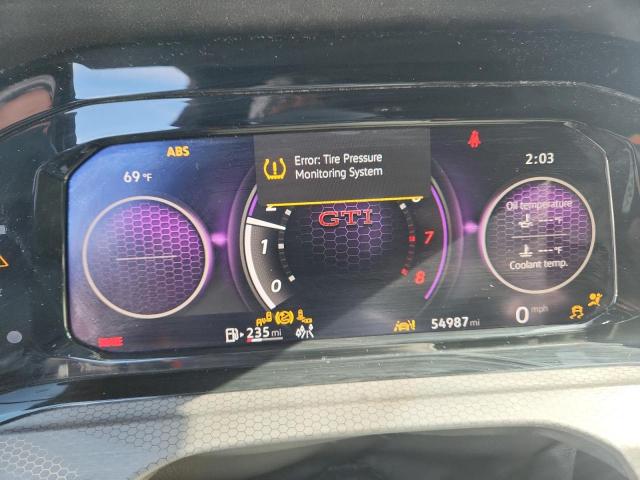 ABS
69 °F
Error: Tire Pressure
Monitoring System
2:03
Oil temperature
--- °F
--- °F
Coolant temp.
GTI
2
1
0
7
8
235 mi
54987 mi
0 mph